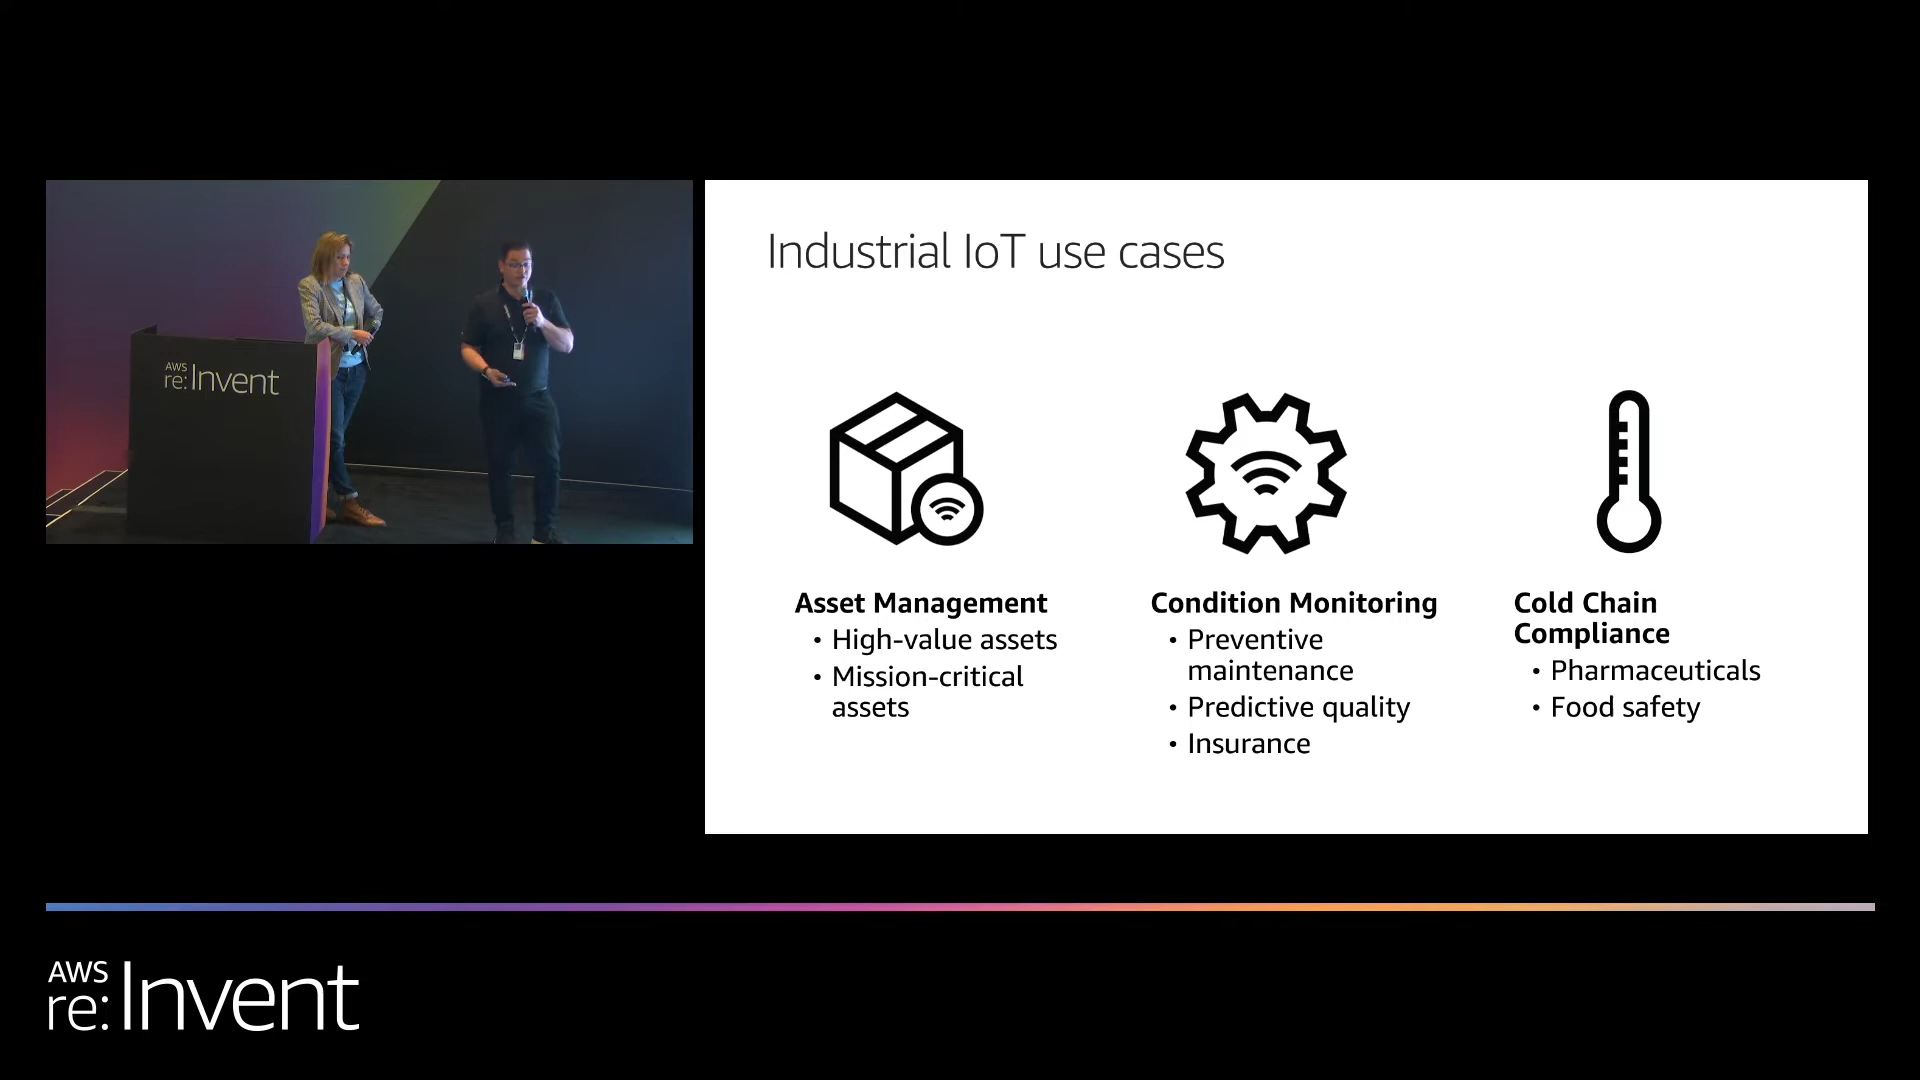 AWS
re:Invent
Industrial IoT use cases
Asset Management
• High-value assets
• Mission-critical
assets
Condition Monitoring
• Preventive
maintenance
• Predictive quality
• Insurance
Cold Chain
Compliance
• Pharmaceuticals
• Food safety
AWS
re:Invent